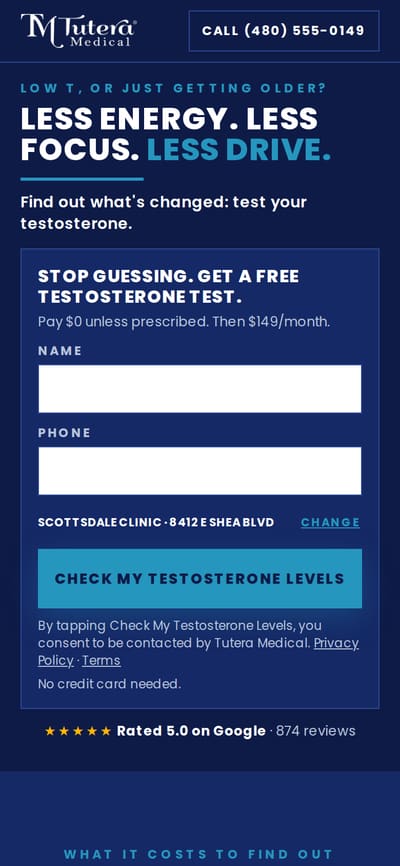 TM Tutera®
Medical
CALL (480) 555-0149
LOW T, OR JUST GETTING OLDER?
LESS ENERGY. LESS
FOCUS. LESS DRIVE.
Find out what's changed: test your
testosterone.
STOP GUESSING. GET A FREE
TESTOSTERONE TEST.
Pay $0 unless prescribed. Then $149/month.
NAME
PHONE
SCOTTSDALE CLINIC · 8412 E SHEA BLVD CHANGE
CHECK MY TESTOSTERONE LEVELS
By tapping Check My Testosterone Levels, you
consent to be contacted by Tutera Medical. Privacy
Policy · Terms
No credit card needed.
★★★★★ Rated 5.0 on Google · 874 reviews
WHAT IT COSTS TO FIND OUT